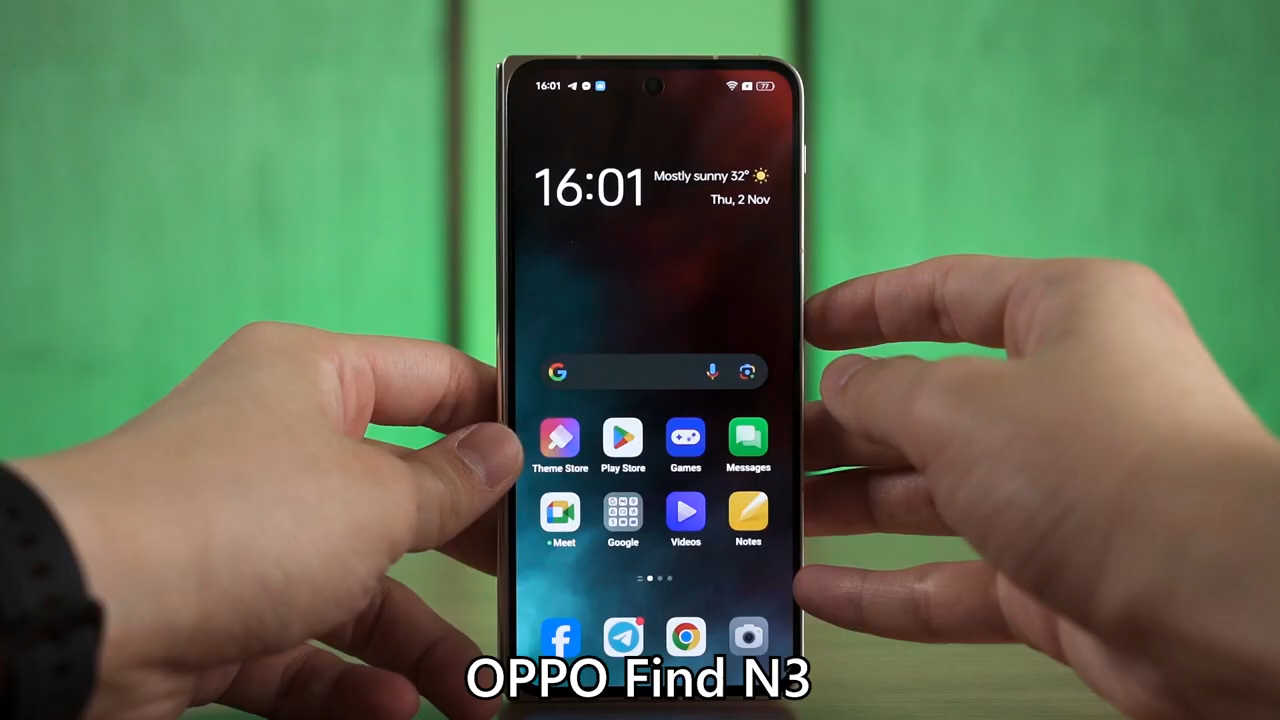 16:01
77
16:01
Mostly sunny 32°
Thu, 2 Nov
Theme Store
Play Store
Games
Messages
Meet
Google
Videos
Notes
OPPO Find N3